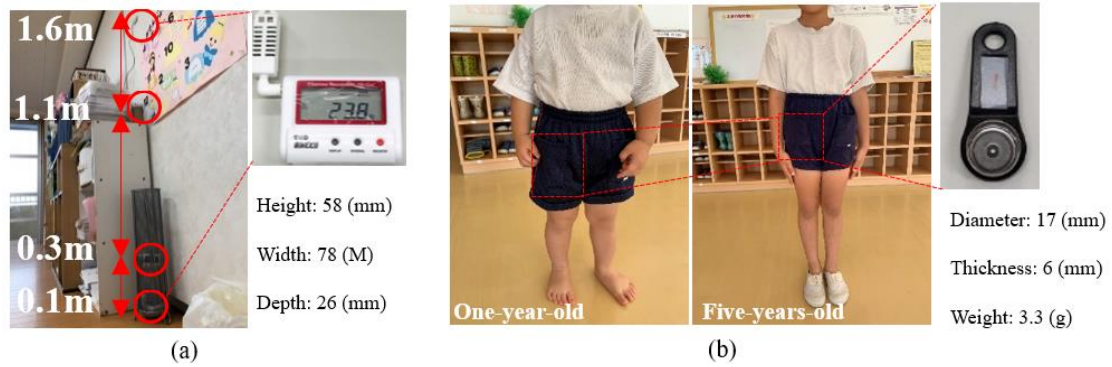 1.6m
1.1m
0.3m
0.1m
23.8
Height: 58 (mm)
Width: 78 (M)
Depth: 26 (mm)
(a)
One-year-old
Five-years-old
Diameter: 17 (mm)
Thickness: 6 (mm)
Weight: 3.3 (g)
(b)